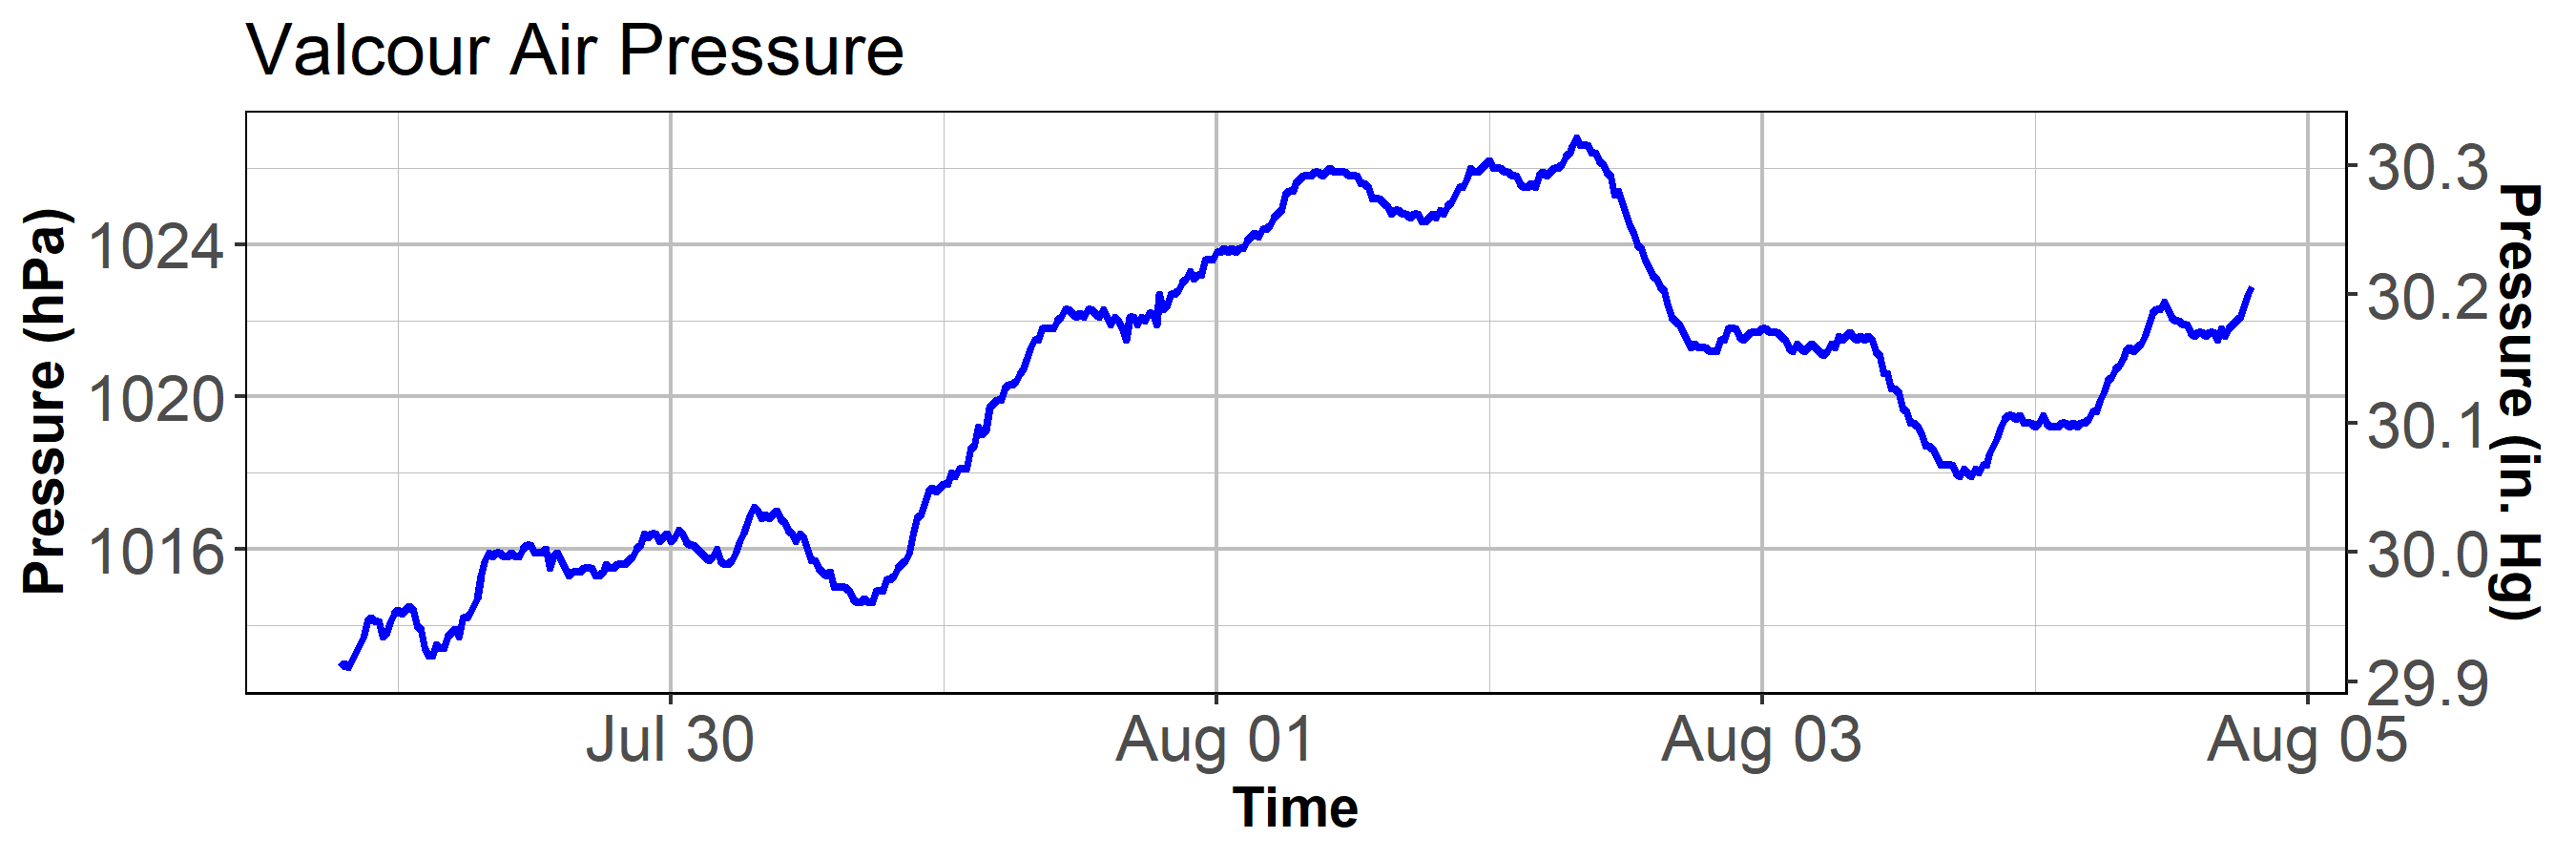 Valcour Air Pressure
Pressure (hPa)
1024
1020
1016
30.3
30.2
30.1
30.0
29.9
Pressure (in. Hg)
Jul 30
Aug 01
Aug 03
Aug 05
Time